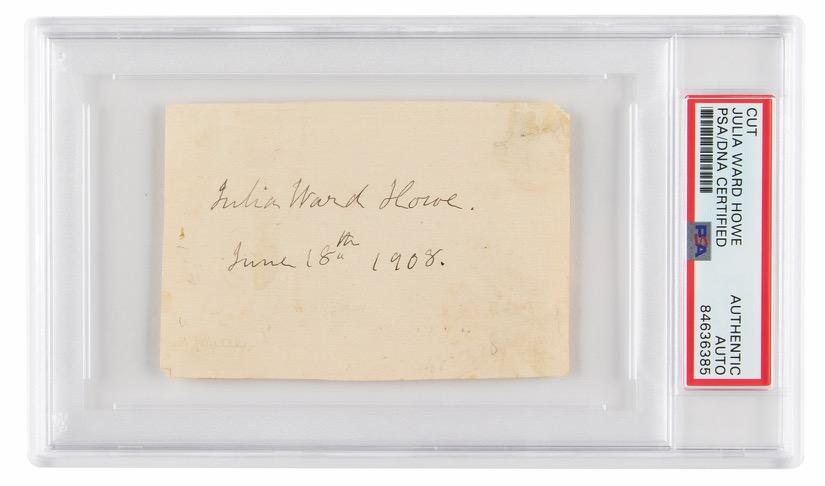 Julia Ward Howe.
June 18th 1908.
CUT
JULIA WARD HOWE
PSA/DNA CERTIFIED
PSA
AUTHENTIC
AUTO
84636385